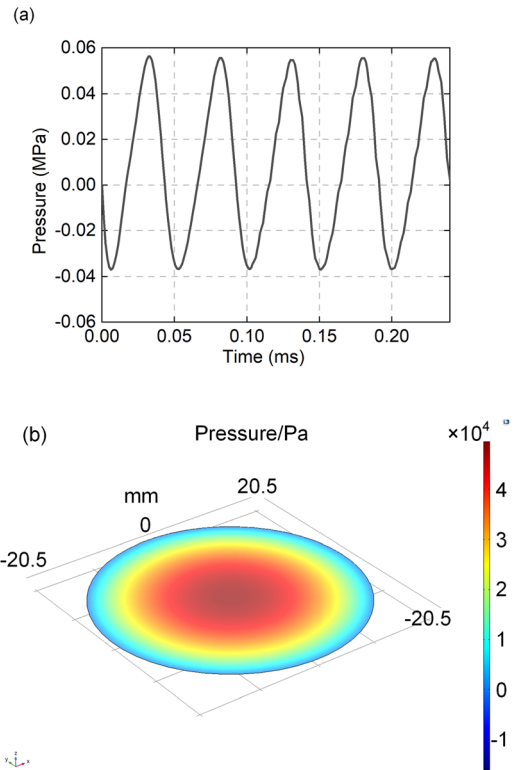 (a)
0.06
0.04
0.02
0.00
-0.02
-0.04
-0.06
Pressure (MPa)
0.00 0.05 0.10 0.15 0.20
Time (ms)
(b)
Pressure/Pa
×10⁴
20.5
mm
0
-20.5
-20.5
4
3
2
1
0
-1
z
y
x